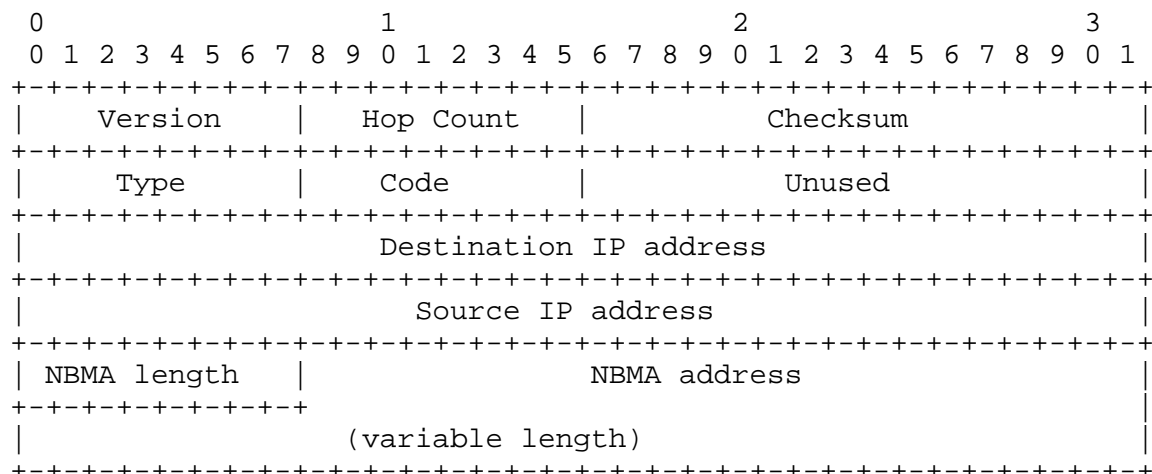 0                   1                   2                   3
 0 1 2 3 4 5 6 7 8 9 0 1 2 3 4 5 6 7 8 9 0 1 2 3 4 5 6 7 8 9 0 1
+-+-+-+-+-+-+-+-+-+-+-+-+-+-+-+-+-+-+-+-+-+-+-+-+-+-+-+-+-+-+-+-+
|    Version    |   Hop Count   |          Checksum             |
+-+-+-+-+-+-+-+-+-+-+-+-+-+-+-+-+-+-+-+-+-+-+-+-+-+-+-+-+-+-+-+-+
|     Type      |    Code       |           Unused              |
+-+-+-+-+-+-+-+-+-+-+-+-+-+-+-+-+-+-+-+-+-+-+-+-+-+-+-+-+-+-+-+-+
|                    Destination IP address                     |
+-+-+-+-+-+-+-+-+-+-+-+-+-+-+-+-+-+-+-+-+-+-+-+-+-+-+-+-+-+-+-+-+
|                      Source IP address                        |
+-+-+-+-+-+-+-+-+-+-+-+-+-+-+-+-+-+-+-+-+-+-+-+-+-+-+-+-+-+-+-+-+
| NBMA length   |                NBMA address                   |
+-+-+-+-+-+-+-+-+                                               |
|                  (variable length)                            |
+-+-+-+-+-+-+-+-+-+-+-+-+-+-+-+-+-+-+-+-+-+-+-+-+-+-+-+-+-+-+-+-+